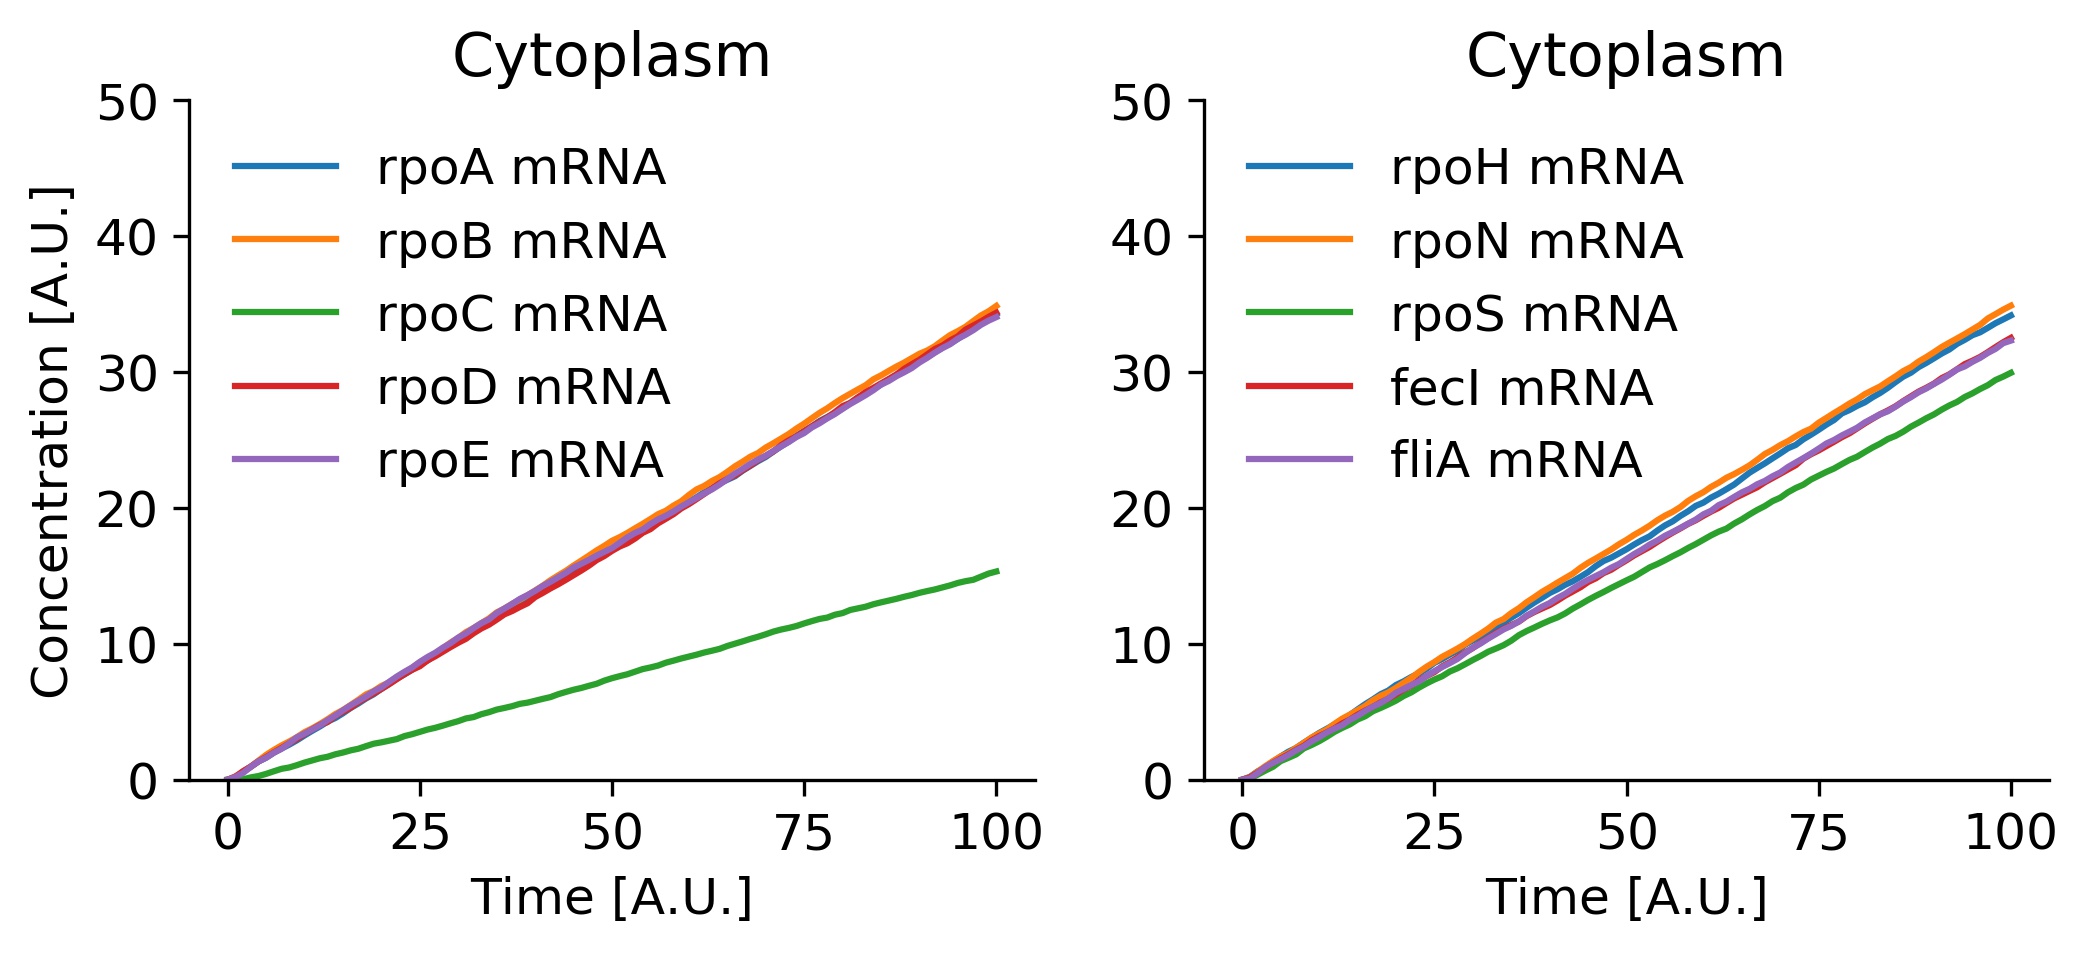 Cytoplasm
50
40
30
20
10
0
Concentration [A.U.]
rpoA mRNA
rpoB mRNA
rpoC mRNA
rpoD mRNA
rpoE mRNA
0 25 50 75 100
Time [A.U.]
Cytoplasm
50
40
30
20
10
0
rpoH mRNA
rpoN mRNA
rpoS mRNA
fecI mRNA
fliA mRNA
0 25 50 75 100
Time [A.U.]